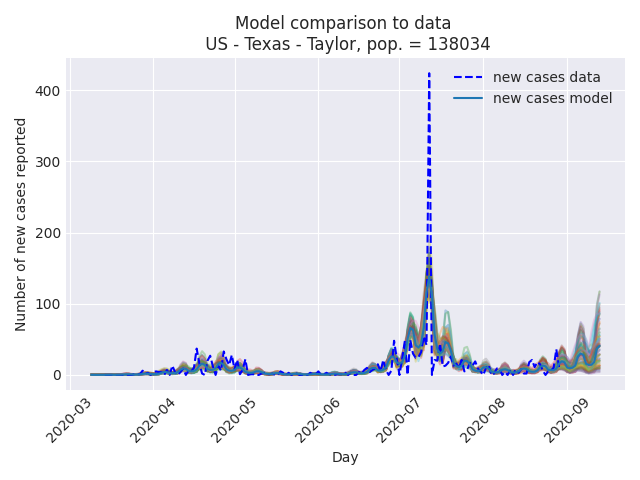 Model comparison to data
US - Texas - Taylor, pop. = 138034
new cases data
new cases model
Number of new cases reported
400
300
200
100
0
2020-03
2020-04
2020-05
2020-06
2020-07
2020-08
2020-09
Day